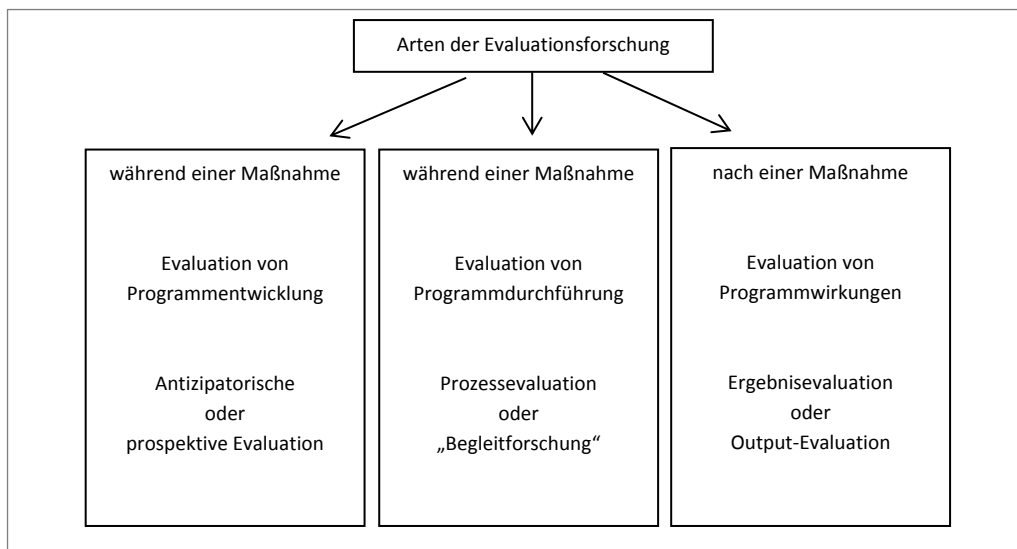 Arten der Evaluationsforschung
während einer Maßnahme
Evaluation von
Programmentwicklung
Antizipatorische
oder
prospektive Evaluation
während einer Maßnahme
Evaluation von
Programmdurchführung
Prozessevaluation
oder
„Begleitforschung“
nach einer Maßnahme
Evaluation von
Programmwirkungen
Ergebnisevaluation
oder
Output-Evaluation